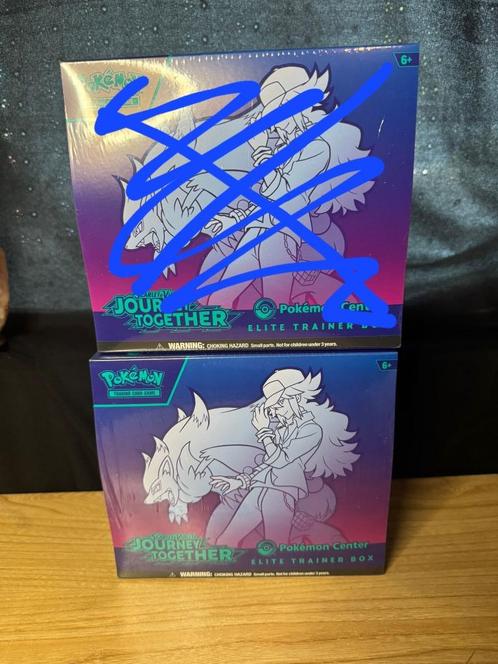 POKéMON
6+
JOURNEY
TOGETHER
Pokémon Center
ELITE TRAINER BOX
WARNING: CHOKING HAZARD Small parts. Not for children under 3 years.
POKéMON
TRADING CARD GAME
6+
JOURNEY
TOGETHER
Pokémon Center
ELITE TRAINER BOX
WARNING: CHOKING HAZARD Small parts. Not for children under 3 years.